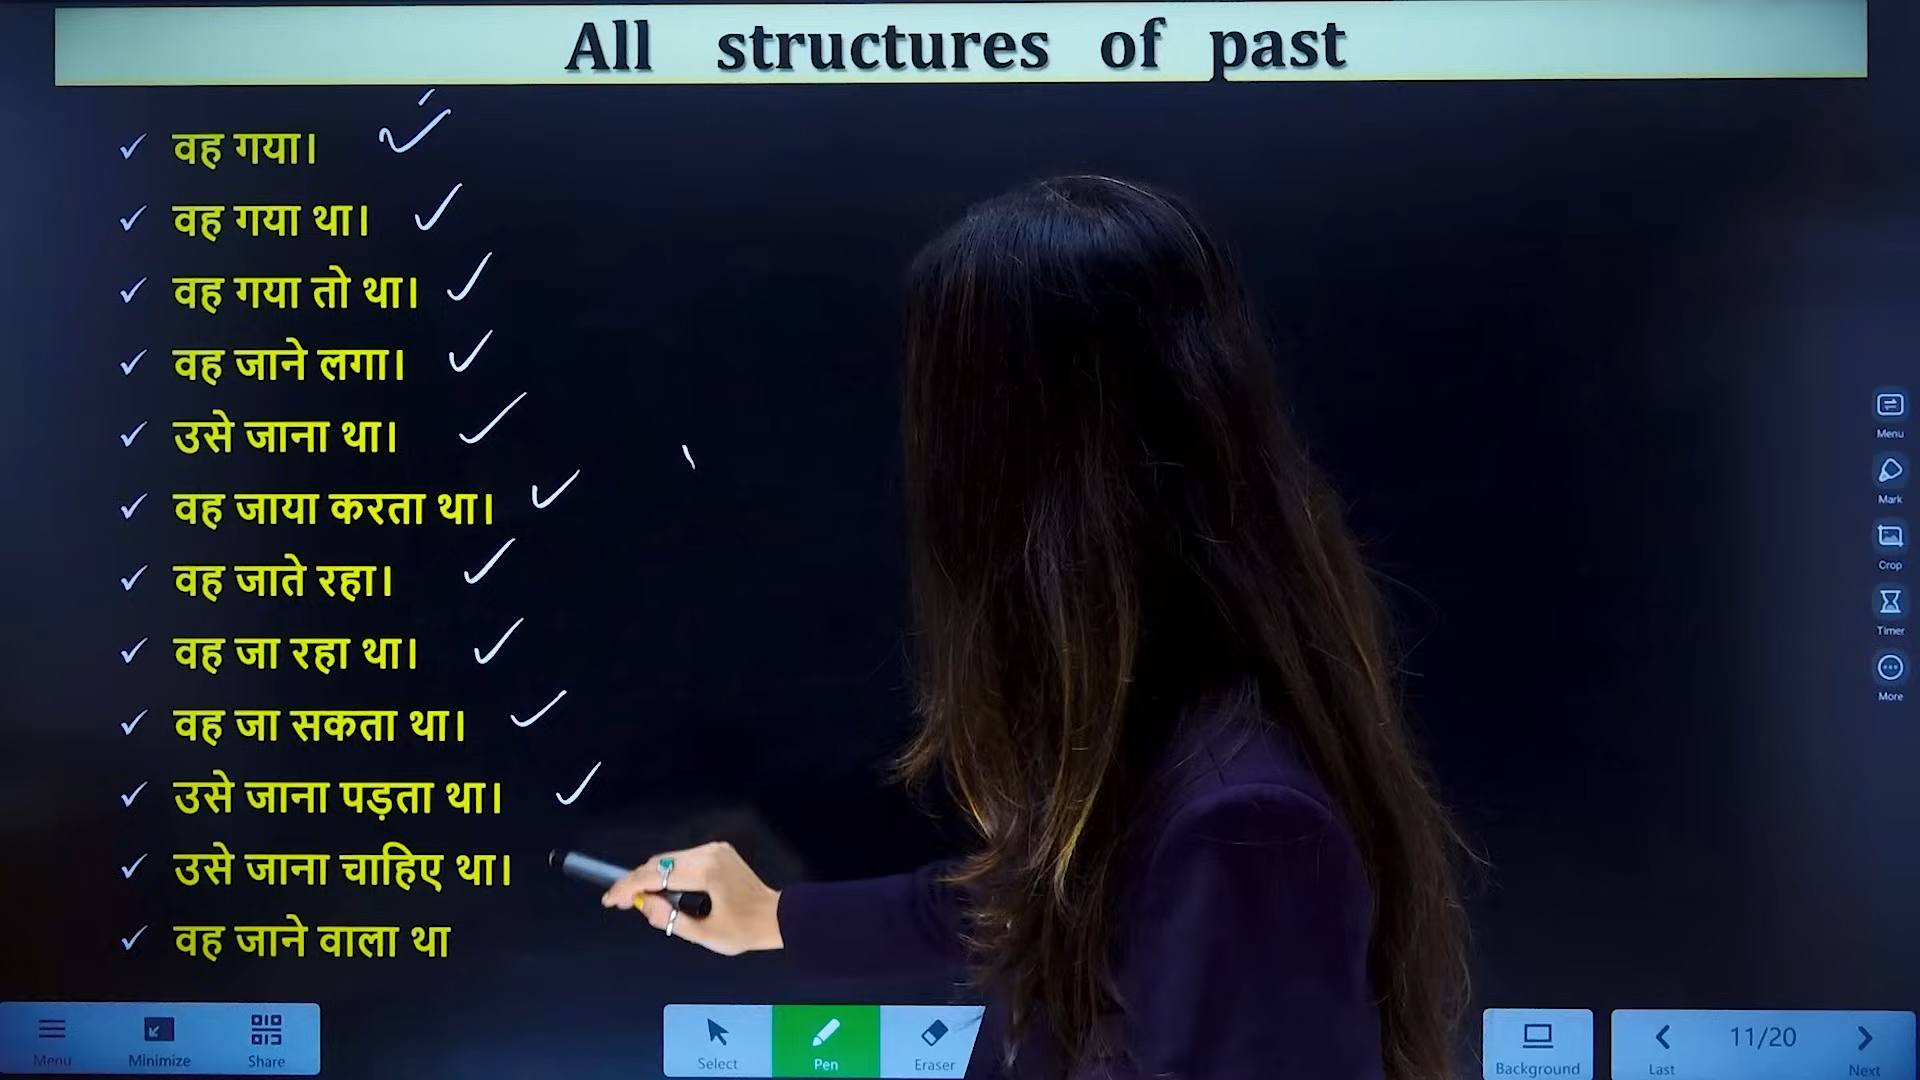 All structures of past
✓ वह गया।
✓ वह गया था।
✓ वह गया तो था।
✓ वह जाने लगा।
✓ उसे जाना था।
✓ वह जाया करता था।
✓ वह जाते रहा।
✓ वह जा रहा था।
✓ वह जा सकता था।
✓ उसे जाना पड़ता था।
✓ उसे जाना चाहिए था।
✓ वह जाने वाला था
Menu
Mark
Crop
Timer
More
Menu Minimize Share
Select Pen Eraser
Background
11/20
Last Next